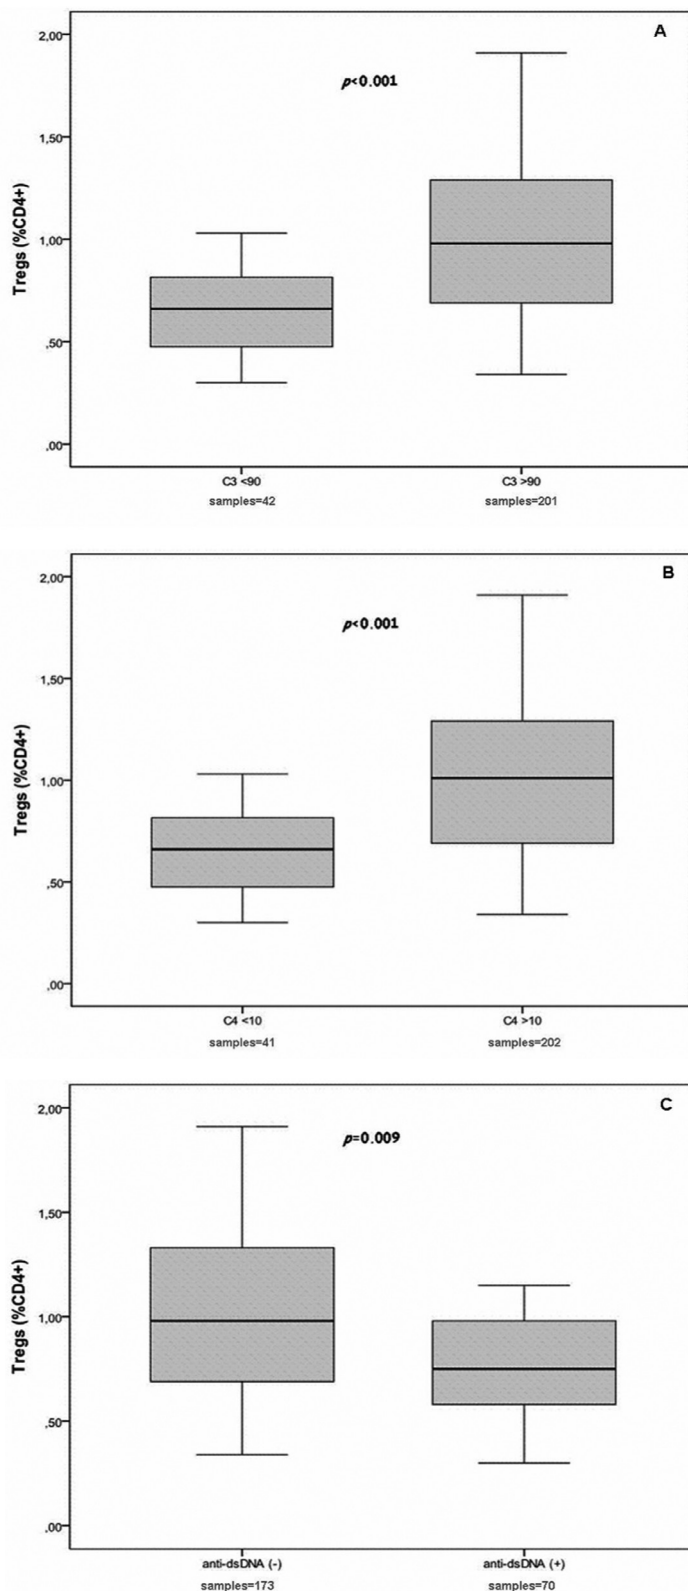 A
2,00
p<0.001
1,50
Tregs (%CD4+)
1,00
,50
,00
C3 <90
C3 >90
samples=42
samples=201
B
2,00
p<0.001
1,50
Tregs (%CD4+)
1,00
,50
,00
C4 <10
C4 >10
samples=41
samples=202
C
2,00
p=0.009
1,50
Tregs (%CD4+)
1,00
,50
,00
anti-dsDNA (-)
anti-dsDNA (+)
samples=173
samples=70